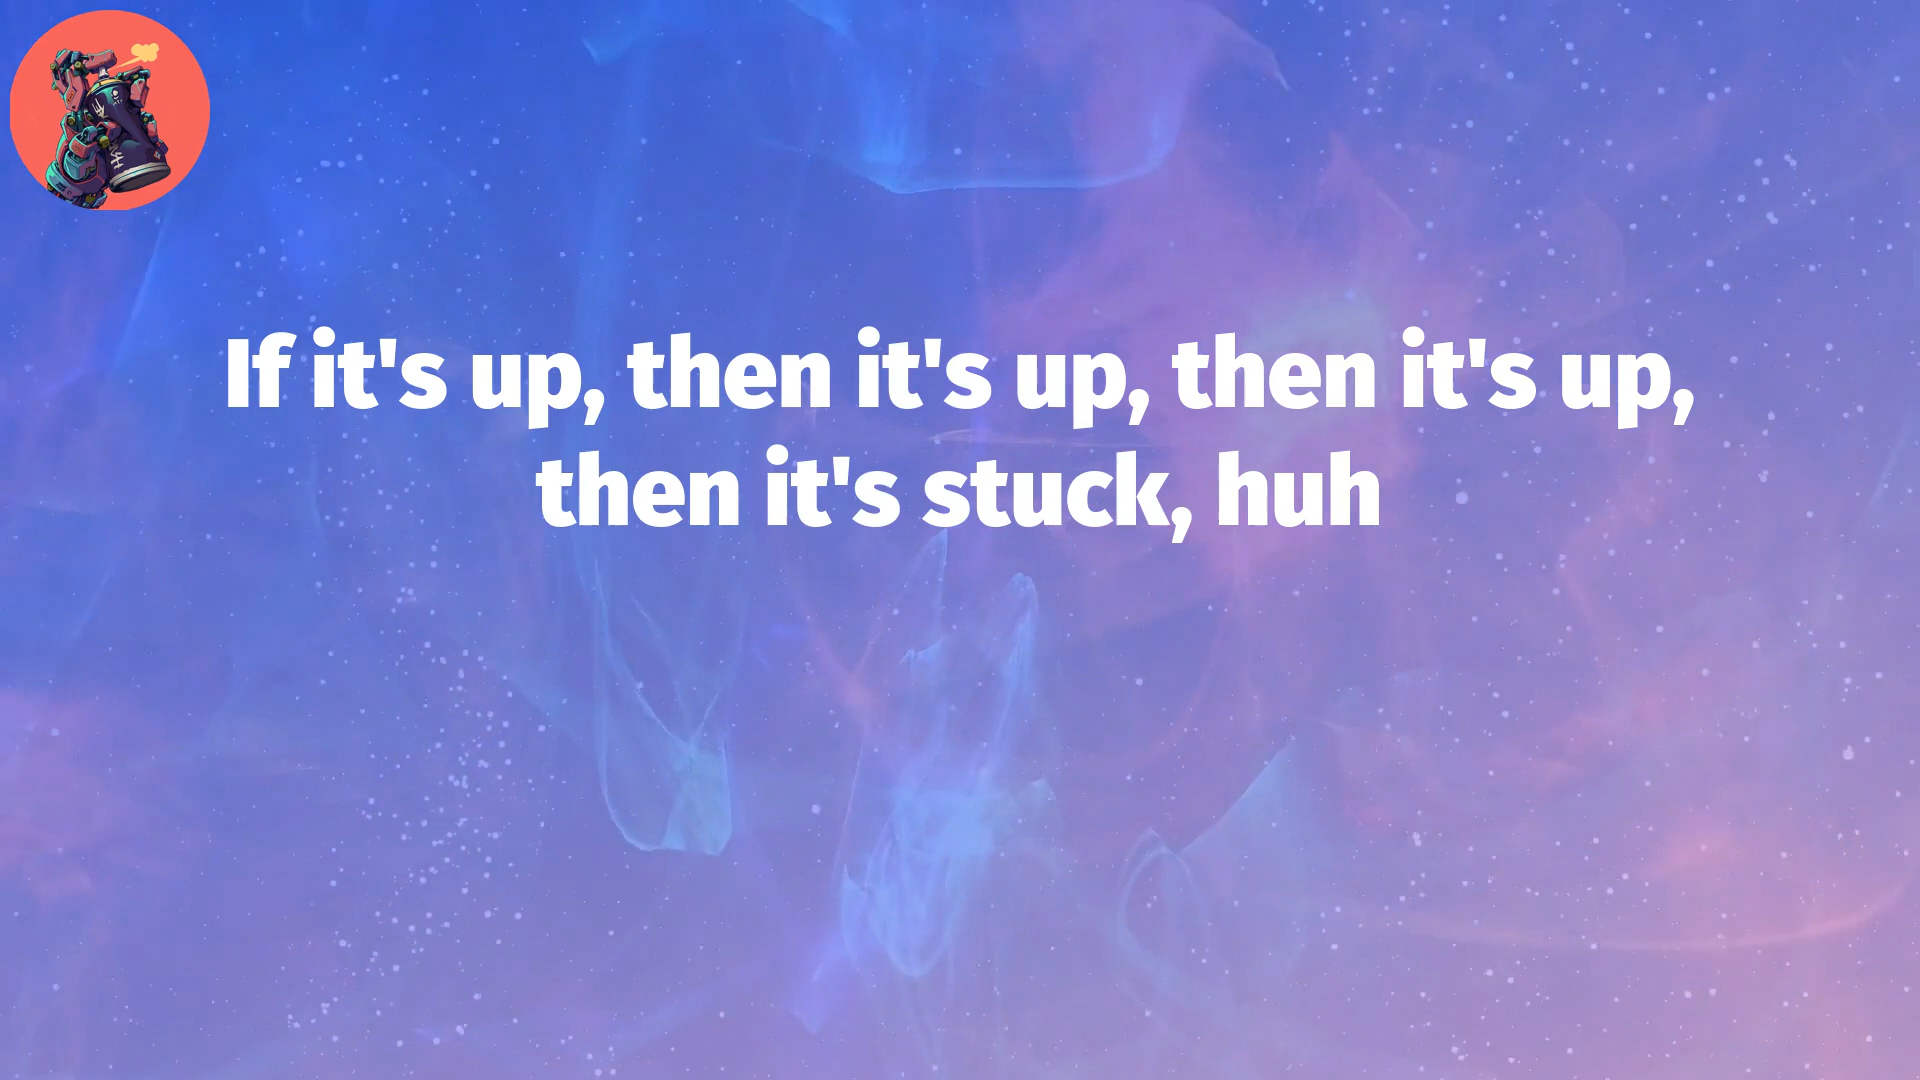 If it's up, then it's up, then it's up,
then it's stuck, huh